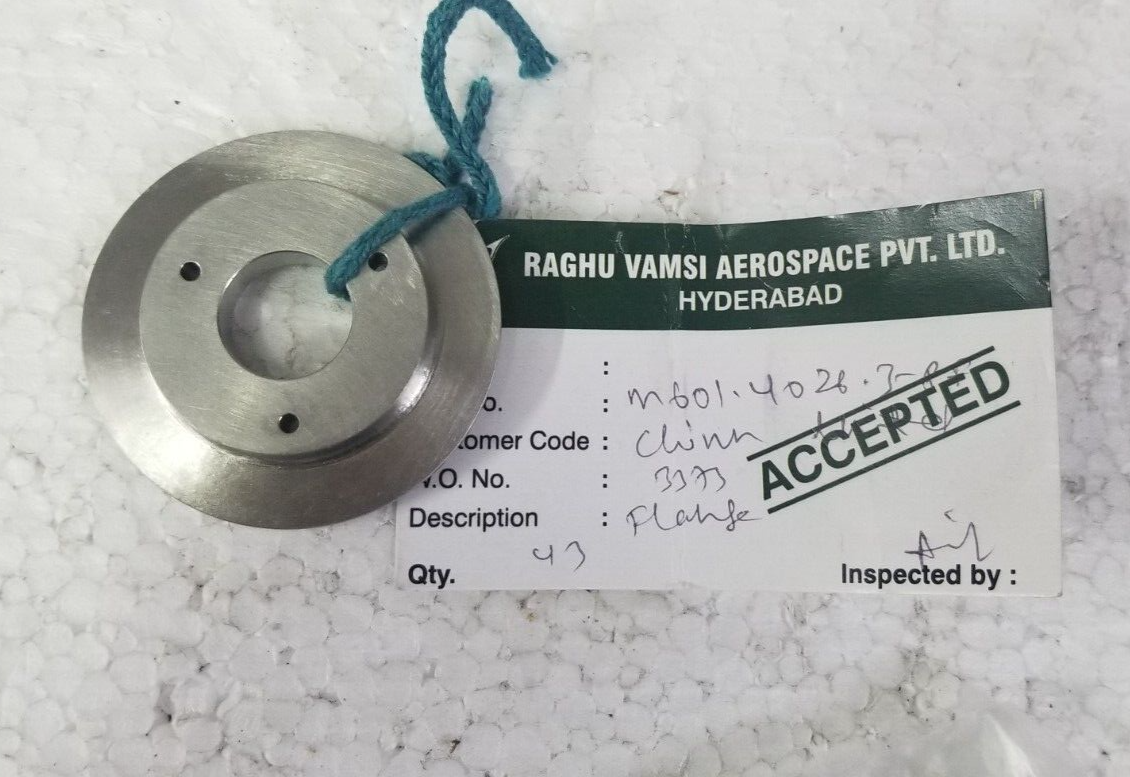 RAGHU VAMSI AEROSPACE PVT. LTD.
HYDERABAD
:
o. : m601.4026.3-
tomer Code :
.O. No. : 3373
Description : Flange
Qty. 43
ACCEPTED
Inspected by :